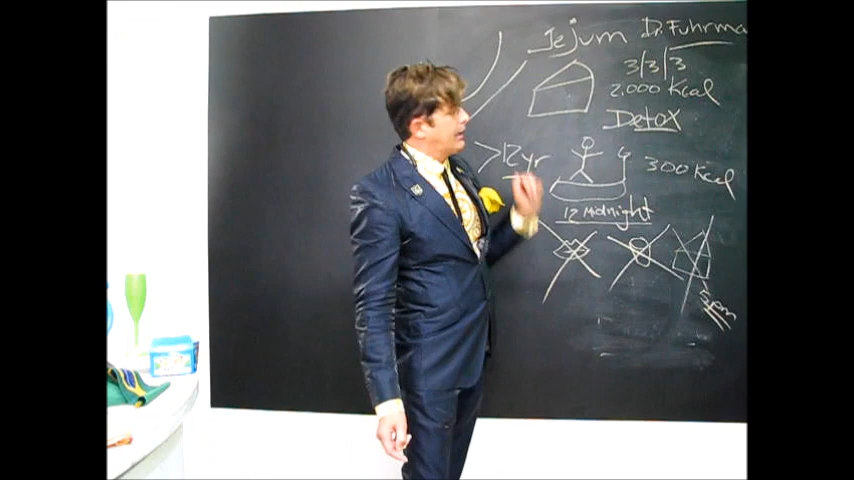 Jejum Dr. Fuhrma
3/3/3
2.000 Kcal
Detox
>12yr
300 Kcal
12 Midnight
5pm